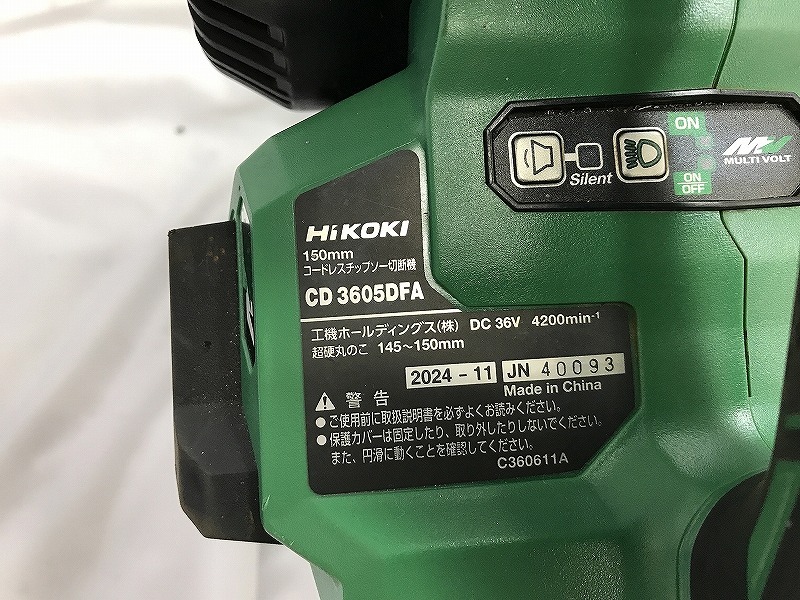 ON
Silent
MULTI VOLT
ON
OFF
HiKOKI
150mm
コードレスチップソー切断機
CD 3605DFA
工機ホールディングス(株) DC 36V 4200min-1
超硬丸のこ 145～150mm
2024-11 JN 40093
Made in China
警告
●ご使用前に取扱説明書を必ずよくお読みください。
●保護カバーは固定したり、取り外したりしないでください。
また、円滑に動くことを確認してください。
C360611A